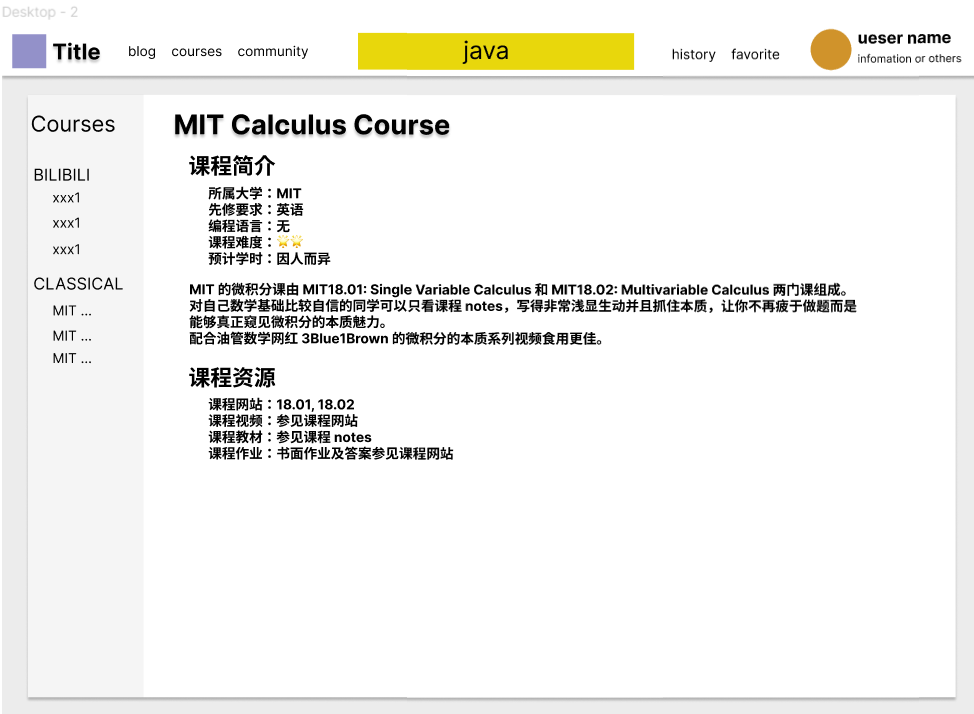 Desktop - 2
Title
blog courses community
java
history favorite
ueser name
infomation or others
Courses
BILIBILI
xxx1
xxx1
xxx1
CLASSICAL
MIT ...
MIT ...
MIT ...
MIT Calculus Course
课程简介
所属大学：MIT
先修要求：英语
编程语言：无
课程难度：🌟🌟
预计学时：因人而异
MIT 的微积分课由 MIT18.01: Single Variable Calculus 和 MIT18.02: Multivariable Calculus 两门课组成。
对自己数学基础比较自信的同学可以只看课程 notes，写得非常浅显生动并且抓住本质，让你不再疲于做题而是
能够真正窥见微积分的本质魅力。
配合油管数学网红 3Blue1Brown 的微积分的本质系列视频食用更佳。
课程资源
课程网站：18.01, 18.02
课程视频：参见课程网站
课程教材：参见课程 notes
课程作业：书面作业及答案参见课程网站